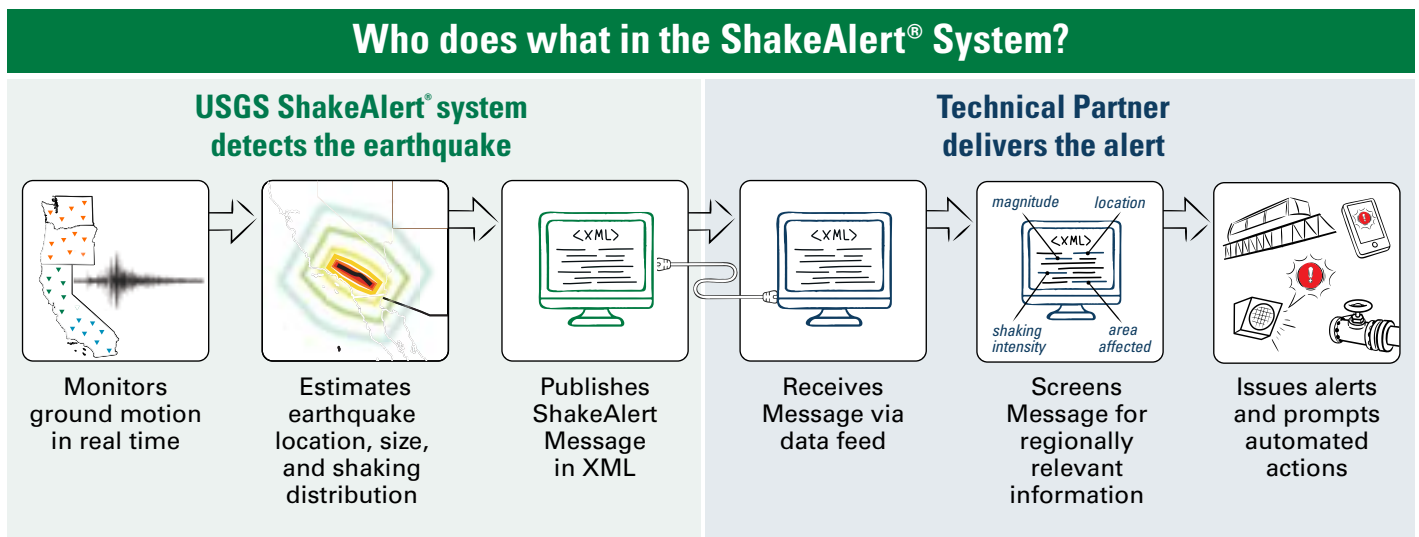 Who does what in the ShakeAlert® System?
USGS ShakeAlert® system
detects the earthquake
Technical Partner
delivers the alert
<XML>
<XML>
magnitude
location
<XML>
shaking
intensity
area
affected
!
!
Monitors
ground motion
in real time
Estimates
earthquake
location, size,
and shaking
distribution
Publishes
ShakeAlert
Message
in XML
Receives
Message via
data feed
Screens
Message for
regionally
relevant
information
Issues alerts
and prompts
automated
actions